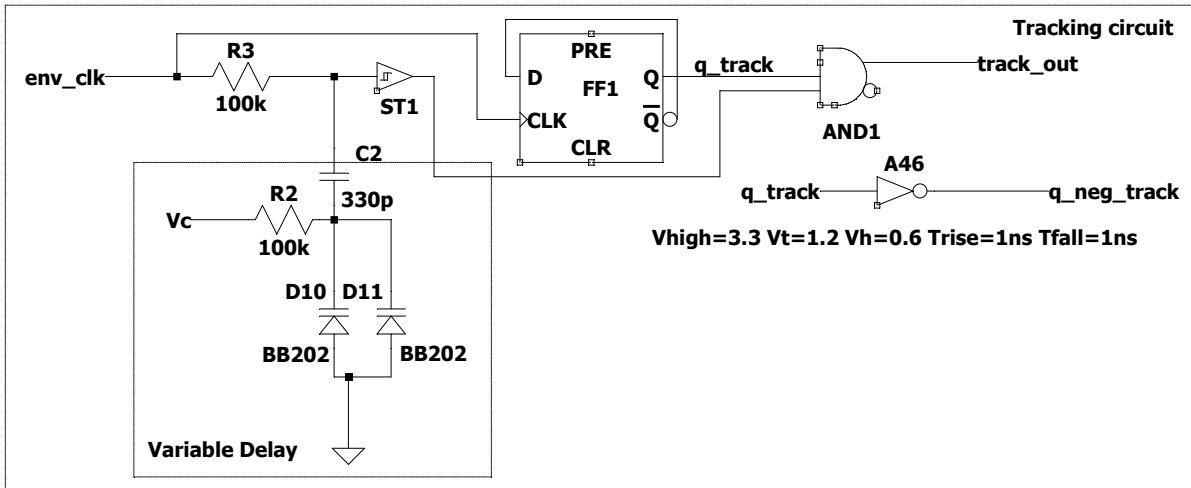 Tracking circuit
R3
PRE
env_clk
D
Q
q_track
track_out
FF1
100k
ST1
CLK
Q
AND1
C2
CLR
A46
R2
330p
q_track
q_neg_track
Vc
100k
Vhigh=3.3 Vt=1.2 Vh=0.6 Trise=1ns Tfall=1ns
D10
D11
BB202
BB202
Variable Delay